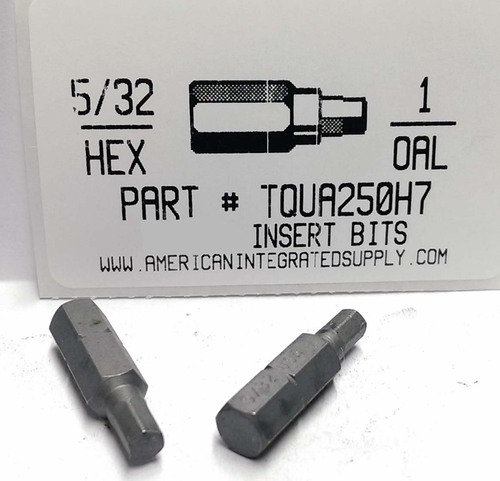 5/32
HEX
1
OAL
PART # TQUA250H7
INSERT BITS
WWW.AMERICANINTEGRATEDSUPPLY.COM